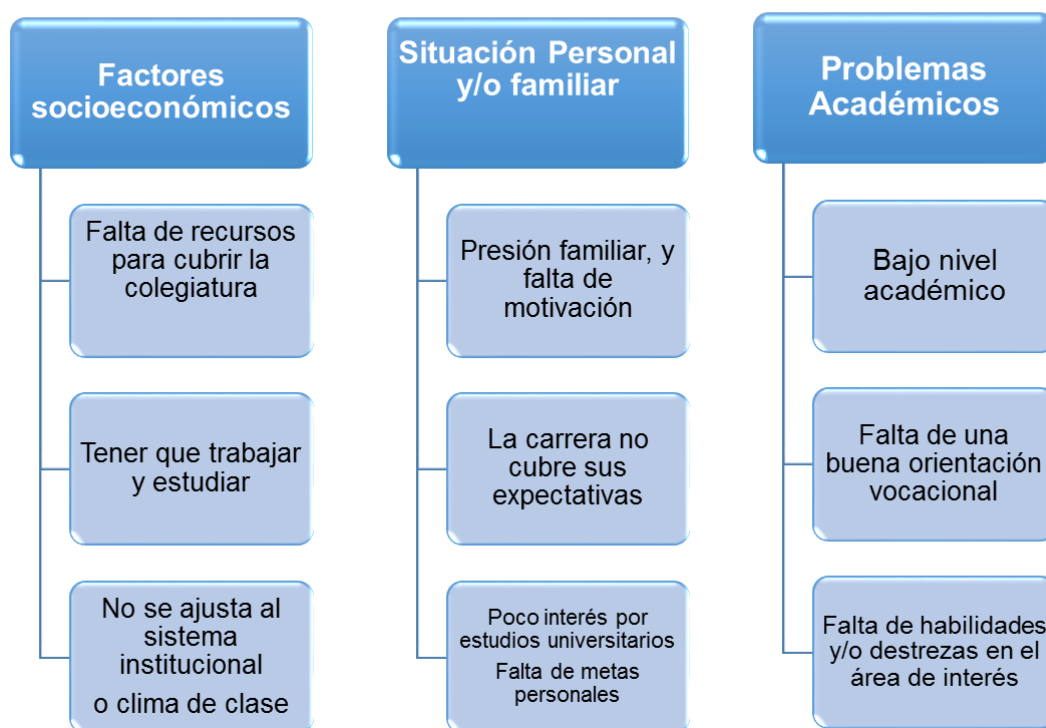 Factores
socioeconómicos
Falta de recursos
para cubrir la
colegiatura
Tener que trabajar
y estudiar
No se ajusta al
sistema
institucional
o clima de clase
Situación Personal
y/o familiar
Presión familiar, y
falta de
motivación
La carrera no
cubre sus
expectativas
Poco interés por
estudios universitarios
Falta de metas
personales
Problemas
Académicos
Bajo nivel
académico
Falta de una
buena orientación
vocacional
Falta de habilidades
y/o destrezas en el
área de interés